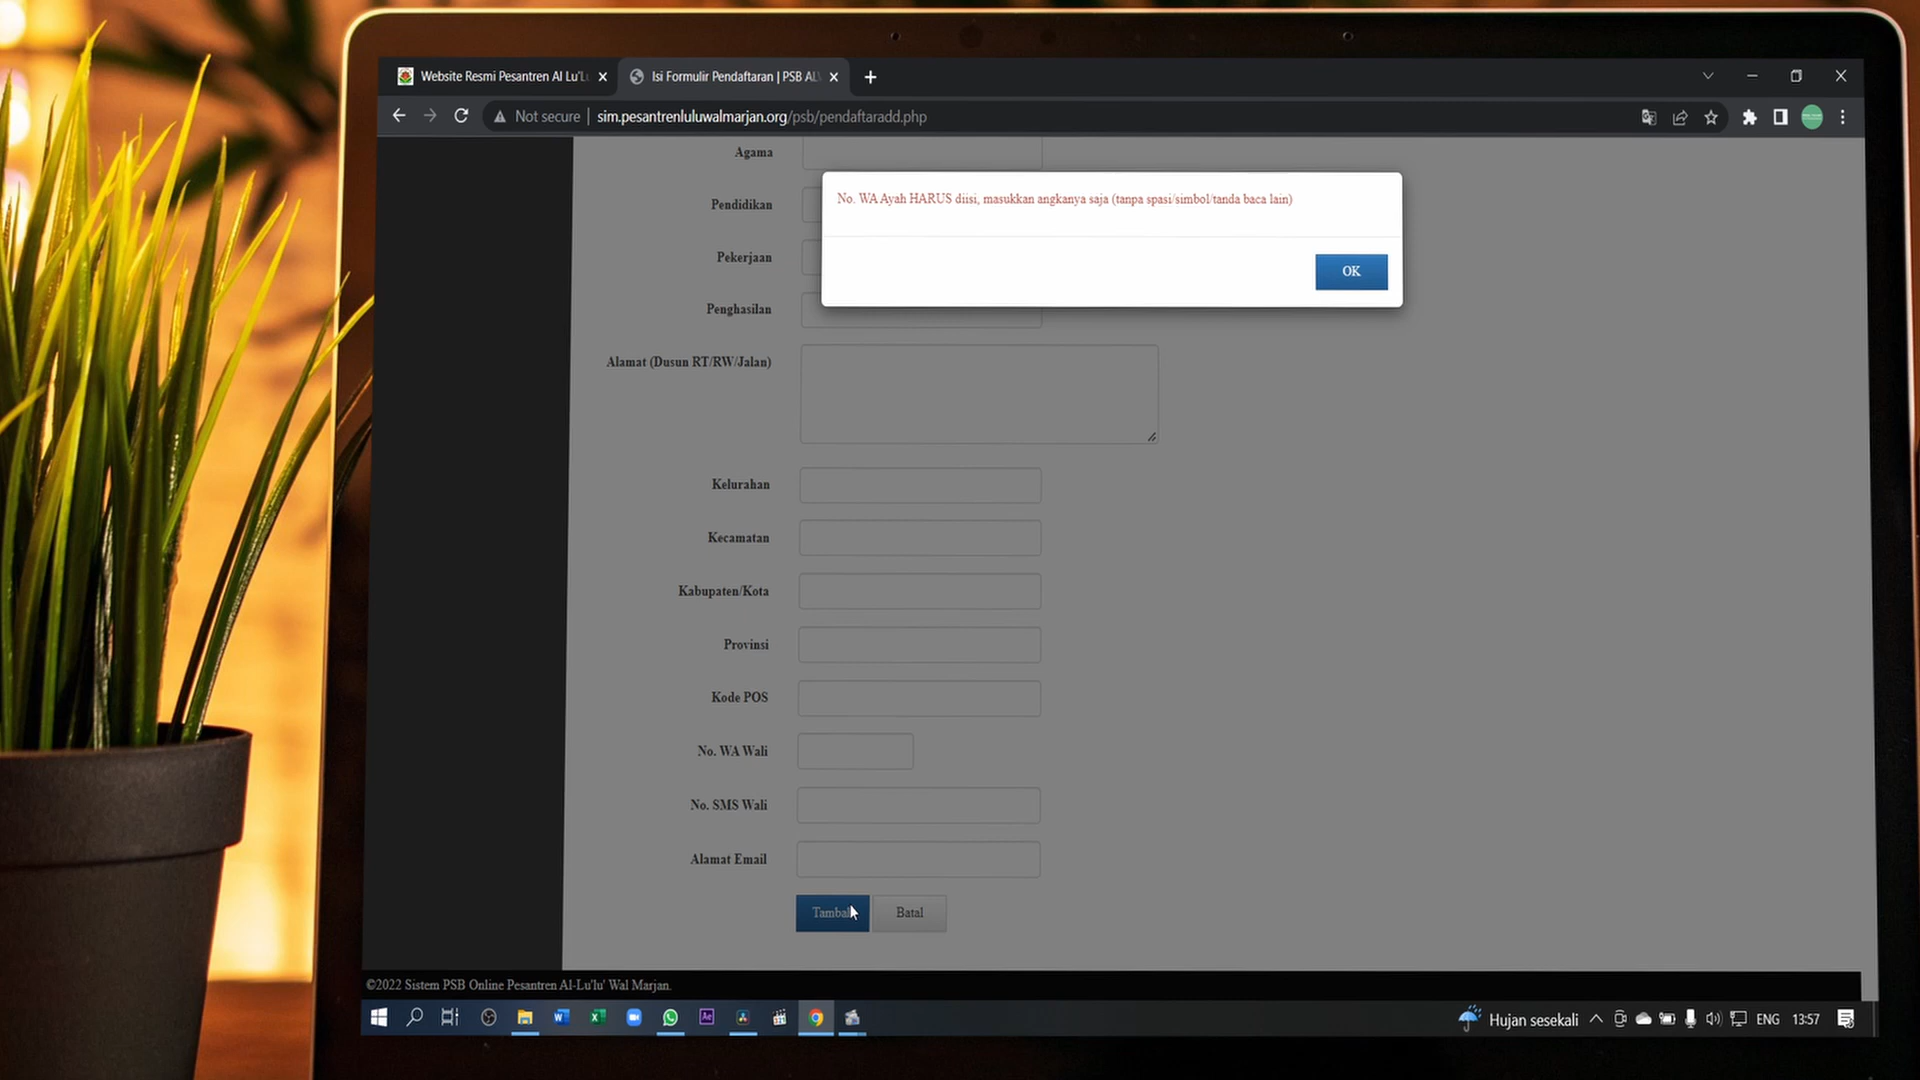 Website Resmi Pesantren Al Lu'Lu
Isi Formulir Pendaftaran | PSB AL
Not secure | sim.pesantrenluluwalmarjan.org/psb/pendaftaradd.php
Agama
No. WA Ayah HARUS diisi, masukkan angkanya saja (tanpa spasi/simbol/tanda baca lain)
OK
Pendidikan
Pekerjaan
Penghasilan
Alamat (Dusun RT/RW/Jalan)
Kelurahan
Kecamatan
Kabupaten/Kota
Provinsi
Kode POS
No. WA Wali
No. SMS Wali
Alamat Email
Tambah Batal
©2022 Sistem PSB Online Pesantren Al-Lu'lu' Wal Marjan.
Hujan sesekali ENG 13:57